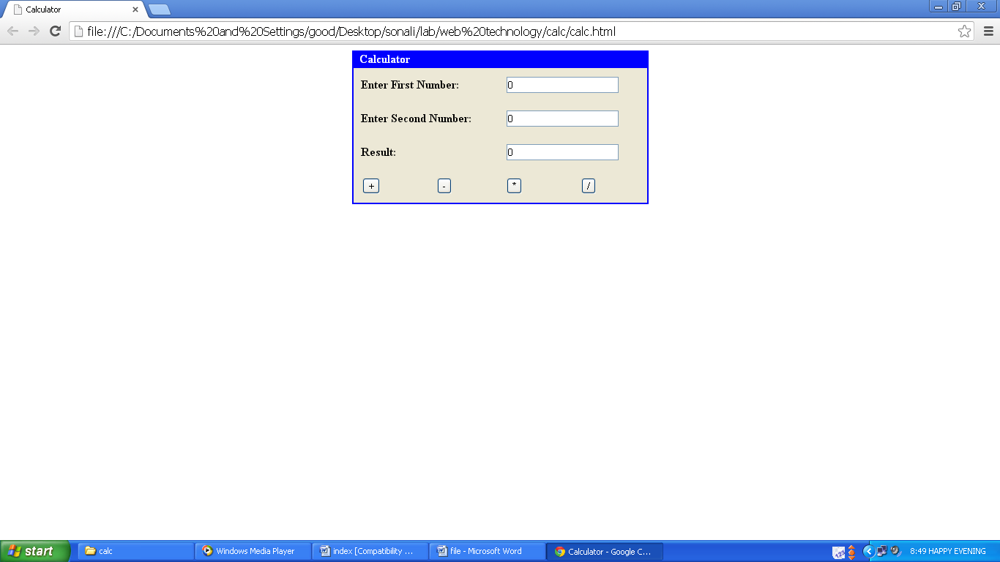 Calculator
file:///C:/Documents%20and%20Settings/good/Desktop/sonali/lab/web%20technology/calc/calc.html
Calculator
Enter First Number: 0
Enter Second Number: 0
Result: 0
+ - * /
start calc Windows Media Player index [Compatibility ... file - Microsoft Word Calculator - Google C... 8:49 HAPPY EVENING